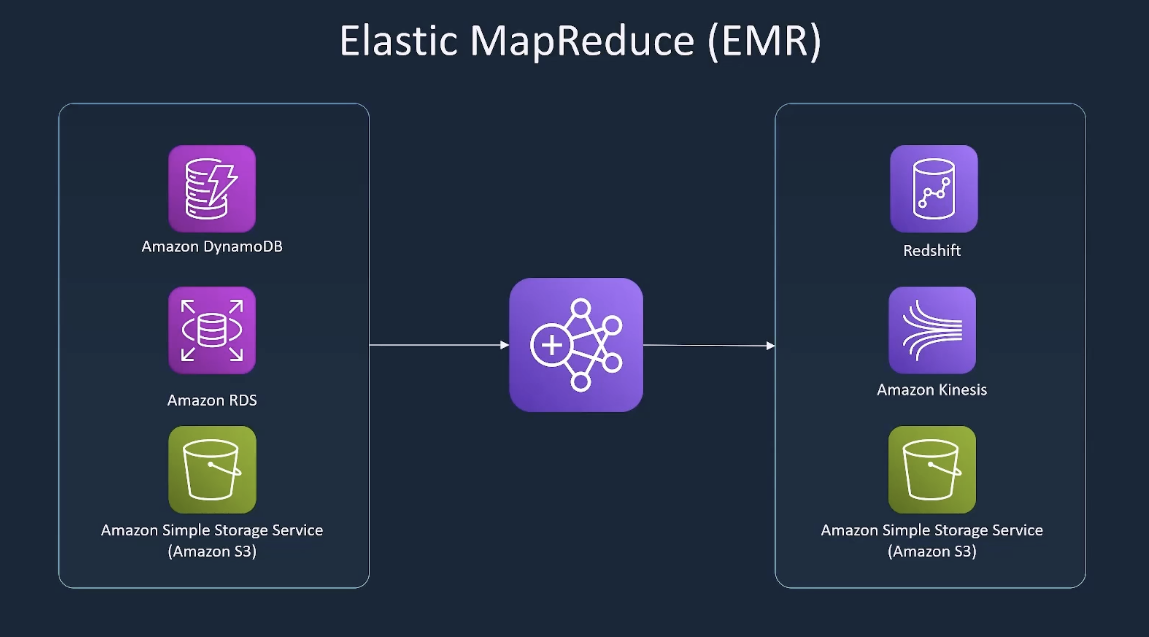 Elastic MapReduce (EMR)
Amazon DynamoDB
Amazon RDS
Amazon Simple Storage Service
(Amazon S3)
Redshift
Amazon Kinesis
Amazon Simple Storage Service
(Amazon S3)